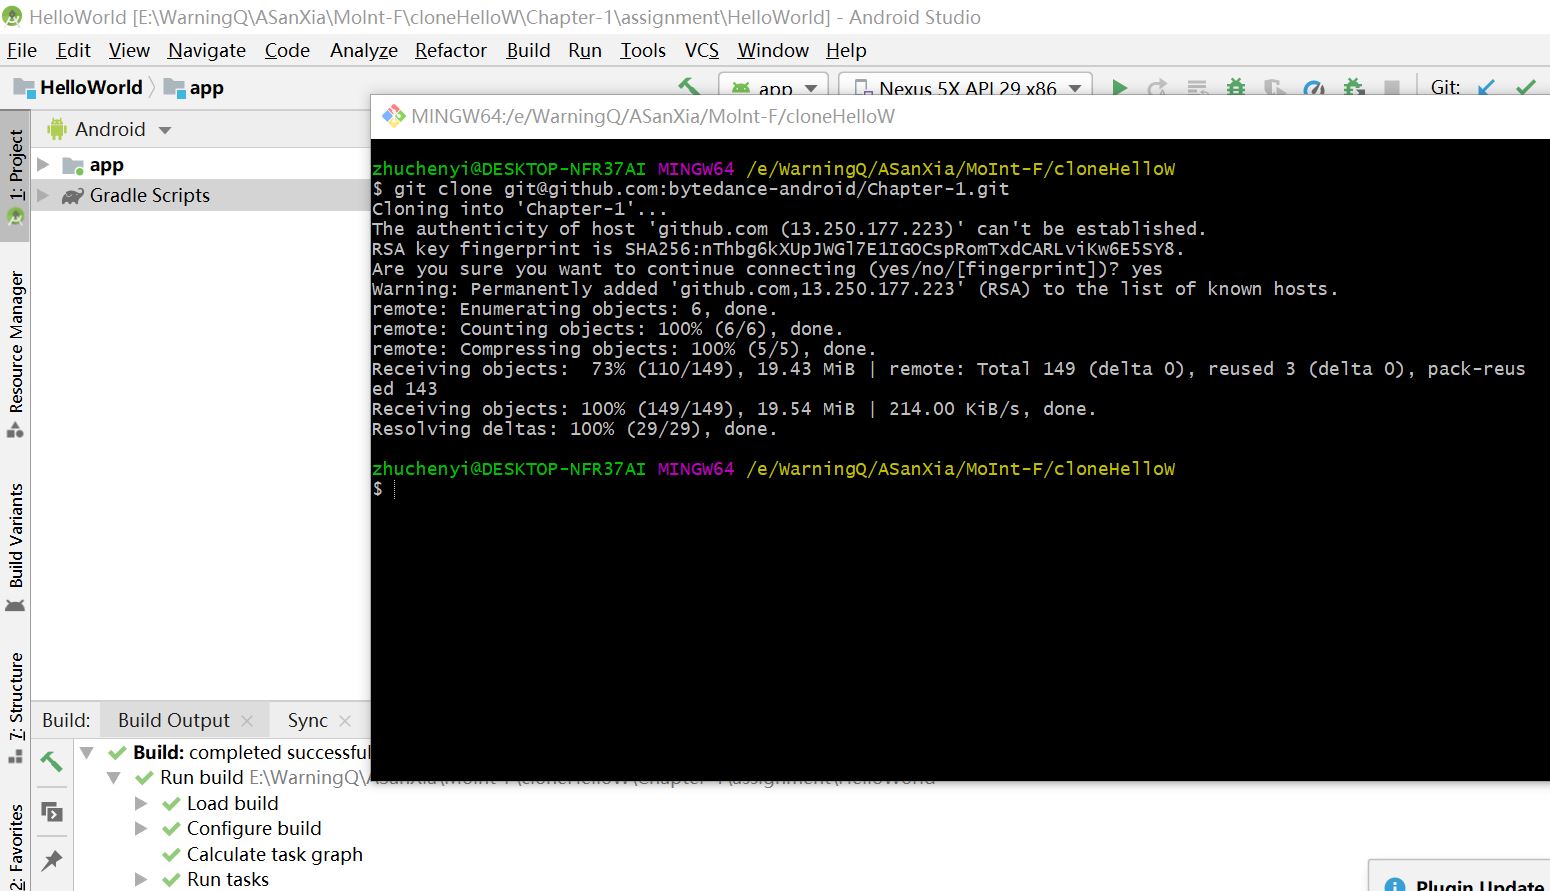 HelloWorld [E:\WarningQ\ASanXia\MoInt-F\cloneHelloW\Chapter-1\assignment\HelloWorld] - Android Studio
File Edit View Navigate Code Analyze Refactor Build Run Tools VCS Window Help
HelloWorld app app Nexus 5X API 29 x86 Git:
MINGW64:/e/WarningQ/ASanXia/MoInt-F/cloneHelloW
Android
1: Project
app
Gradle Scripts
Resource Manager
Build Variants
7: Structure
2: Favorites
zhuchenyi@DESKTOP-NFR37AI MINGW64 /e/WarningQ/ASanXia/MoInt-F/cloneHelloW
$ git clone git@github.com:bytedance-android/Chapter-1.git
Cloning into 'Chapter-1'...
The authenticity of host 'github.com (13.250.177.223)' can't be established.
RSA key fingerprint is SHA256:nThbg6kXUpJWGl7E1IGOCspRomTxdCARLviKw6E5SY8.
Are you sure you want to continue connecting (yes/no/[fingerprint])? yes
Warning: Permanently added 'github.com,13.250.177.223' (RSA) to the list of known hosts.
remote: Enumerating objects: 6, done.
remote: Counting objects: 100% (6/6), done.
remote: Compressing objects: 100% (5/5), done.
Receiving objects:  73% (110/149), 19.43 MiB | remote: Total 149 (delta 0), reused 3 (delta 0), pack-reus
ed 143
Receiving objects: 100% (149/149), 19.54 MiB | 214.00 KiB/s, done.
Resolving deltas: 100% (29/29), done.
zhuchenyi@DESKTOP-NFR37AI MINGW64 /e/WarningQ/ASanXia/MoInt-F/cloneHelloW
$
Build: Build Output Sync
Build: completed successful
Run build E:\WarningQ\ASanXia\MoInt-F\cloneHelloW\Chapter-1\assignment\HelloWorld
Load build
Configure build
Calculate task graph
Run tasks
Plugin Update